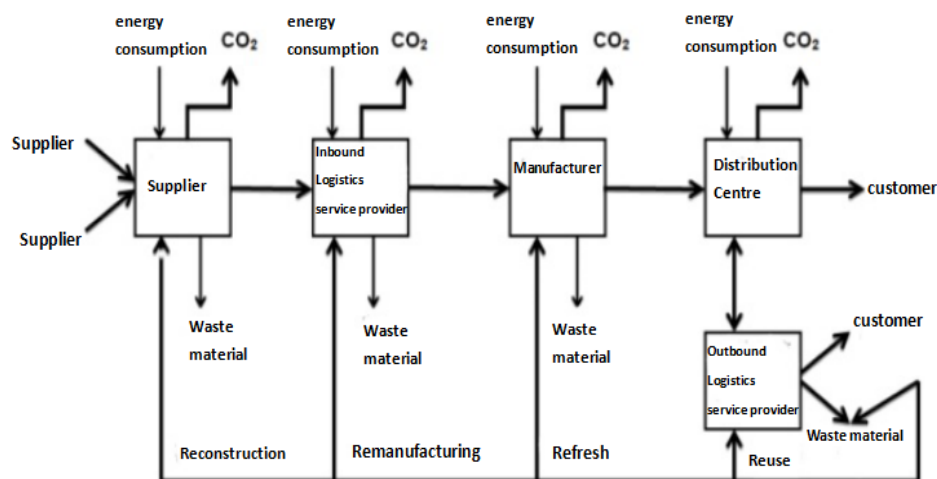 energy
consumption
CO2
energy
consumption
CO2
energy
consumption
CO2
energy
consumption
CO2
Supplier
Supplier
Supplier
Inbound
Logistics
service provider
Manufacturer
Distribution
Centre
customer
Waste
material
Waste
material
Waste
material
Outbound
Logistics
service provider
customer
Waste material
Reconstruction
Remanufacturing
Refresh
Reuse